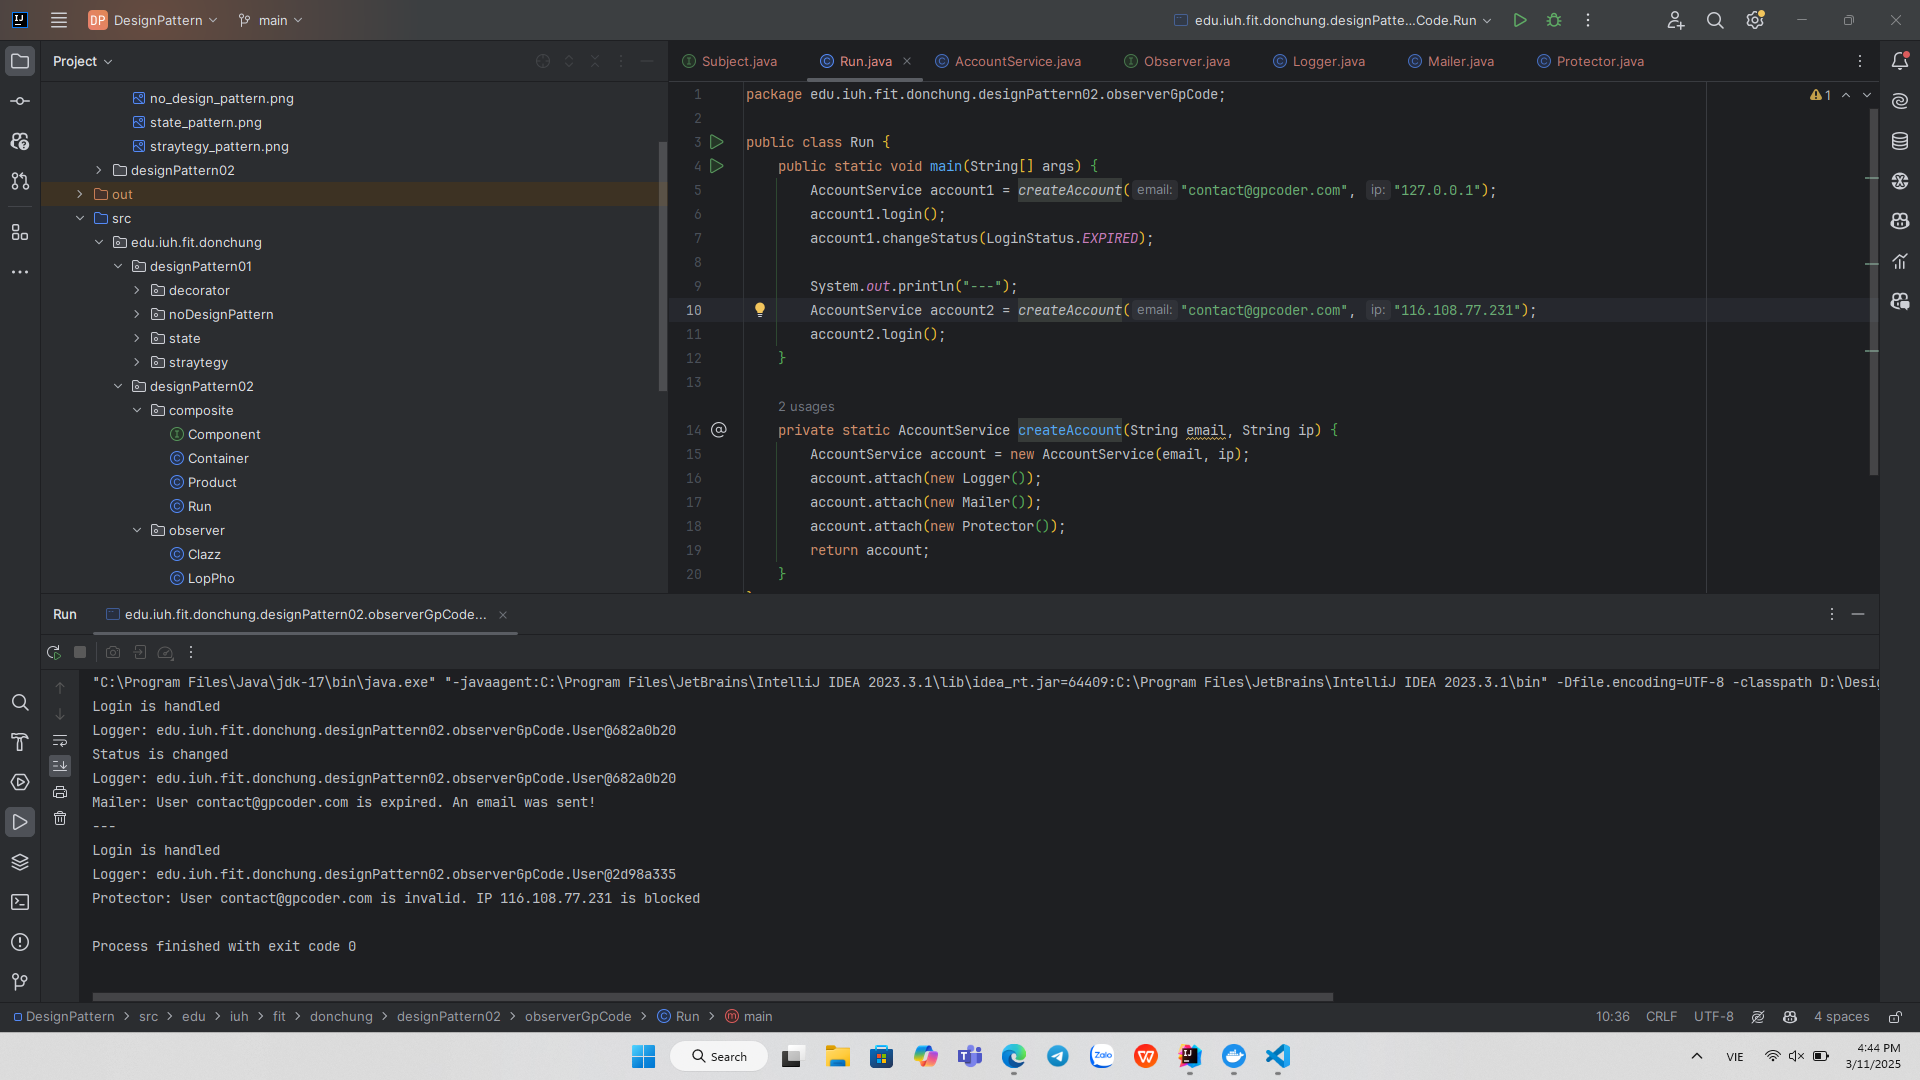 DP DesignPattern main edu.iuh.fit.donchung.designPatte...Code.Run
Project
no_design_pattern.png
state_pattern.png
straytegy_pattern.png
designPattern02
out
src
edu.iuh.fit.donchung
designPattern01
decorator
noDesignPattern
state
straytegy
designPattern02
composite
Component
Container
Product
Run
observer
Clazz
LopPho
Subject.java Run.java AccountService.java Observer.java Logger.java Mailer.java Protector.java
1 package edu.iuh.fit.donchung.designPattern02.observerGpCode; 1
2
3 public class Run {
4 public static void main(String[] args) {
5 AccountService account1 = createAccount( email: "contact@gpcoder.com", ip: "127.0.0.1");
6 account1.login();
7 account1.changeStatus(LoginStatus.EXPIRED);
8
9 System.out.println("---");
10 AccountService account2 = createAccount( email: "contact@gpcoder.com", ip: "116.108.77.231");
11 account2.login();
12 }
13
2 usages
14 @ private static AccountService createAccount(String email, String ip) {
15 AccountService account = new AccountService(email, ip);
16 account.attach(new Logger());
17 account.attach(new Mailer());
18 account.attach(new Protector());
19 return account;
20 }
Run edu.iuh.fit.donchung.designPattern02.observerGpCode...
"C:\Program Files\Java\jdk-17\bin\java.exe" "-javaagent:C:\Program Files\JetBrains\IntelliJ IDEA 2023.3.1\lib\idea_rt.jar=64409:C:\Program Files\JetBrains\IntelliJ IDEA 2023.3.1\bin" -Dfile.encoding=UTF-8 -classpath D:\Desi
Login is handled
Logger: edu.iuh.fit.donchung.designPattern02.observerGpCode.User@682a0b20
Status is changed
Logger: edu.iuh.fit.donchung.designPattern02.observerGpCode.User@682a0b20
Mailer: User contact@gpcoder.com is expired. An email was sent!
---
Login is handled
Logger: edu.iuh.fit.donchung.designPattern02.observerGpCode.User@2d98a335
Protector: User contact@gpcoder.com is invalid. IP 116.108.77.231 is blocked
Process finished with exit code 0
DesignPattern > src > edu > iuh > fit > donchung > designPattern02 > observerGpCode > Run > main 10:36 CRLF UTF-8 4 spaces
Search Zalo VIE 4:44 PM
3/11/2025